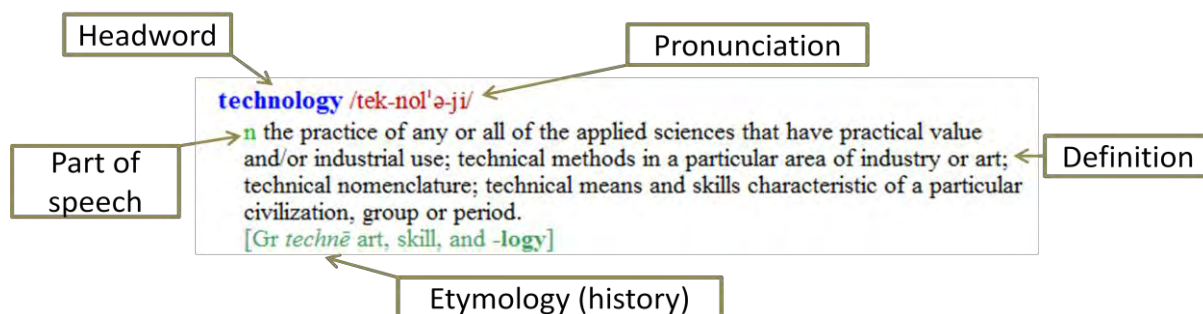 Headword
Pronunciation
technology /tek-nol'ə-ji/
n the practice of any or all of the applied sciences that have practical value
and/or industrial use; technical methods in a particular area of industry or art;
technical nomenclature; technical means and skills characteristic of a particular
civilization, group or period.
[Gr technē art, skill, and -logy]
Part of
speech
Definition
Etymology (history)